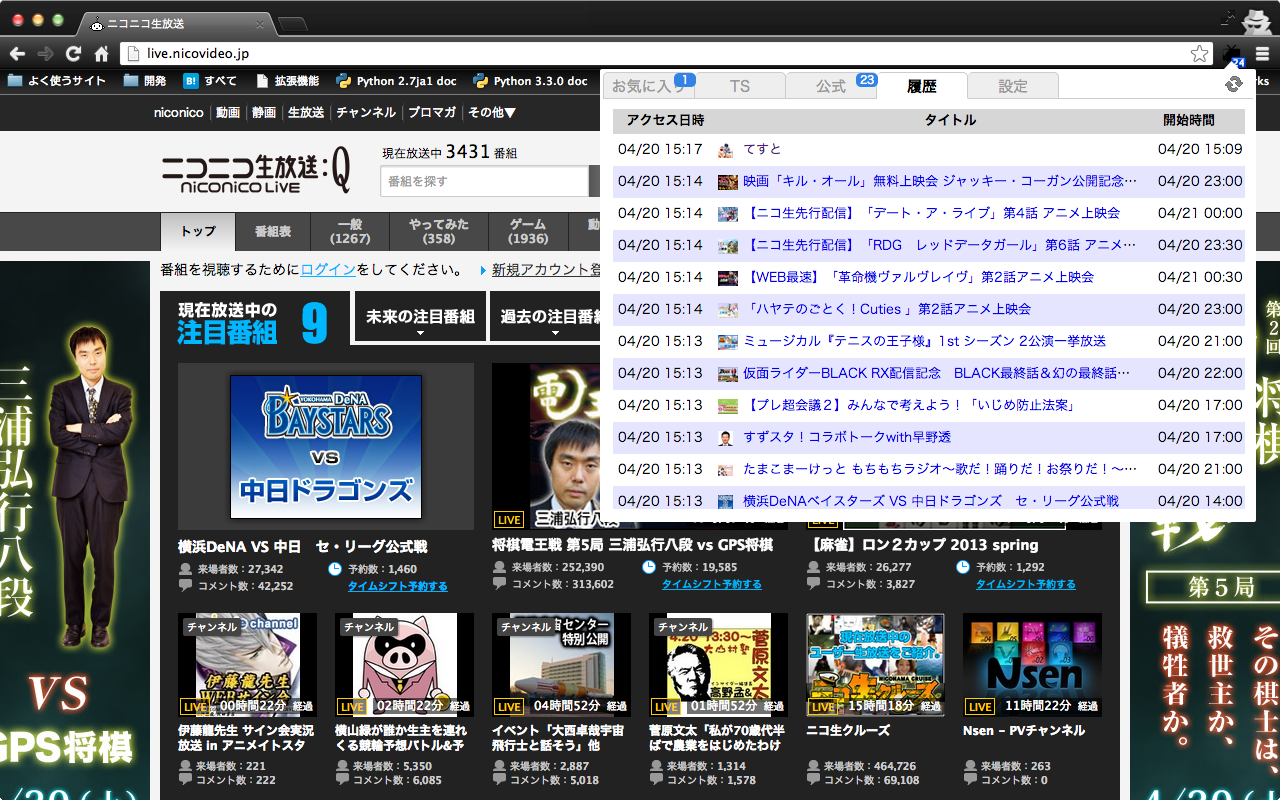 ニコニコ生放送
live.nicovideo.jp
よく使うサイト 開発 B! すべて 拡張機能 Python 2.7ja1 doc Python 3.3.0 doc
24
niconico 動画 静画 生放送 チャンネル ブロマガ その他▼
ニコニコ生放送:Q
niconico Live
現在放送中 3431 番組
番組を探す
トップ 番組表 一般 (1267) やってみた (358) ゲーム (1936)
番組を視聴するためにログインをしてください。 新規アカウント登
お気に入り 1 TS 公式 23 履歴 設定
アクセス日時 タイトル 開始時間
04/20 15:17 てすと 04/20 15:09
04/20 15:14 映画「キル・オール」無料上映会 ジャッキー・コーガン公開記念… 04/20 23:00
04/20 15:14 【ニコ生先行配信】「デート・ア・ライブ」第4話 アニメ上映会 04/21 00:00
04/20 15:14 【ニコ生先行配信】「RDG レッドデータガール」第6話 アニメ… 04/20 23:30
04/20 15:14 【WEB最速】「革命機ヴァルヴレイヴ」第2話アニメ上映会 04/21 00:30
04/20 15:14 「ハヤテのごとく！Cuties 」第2話アニメ上映会 04/20 23:00
04/20 15:13 ミュージカル『テニスの王子様』1st シーズン 2公演一挙放送 04/20 21:00
04/20 15:13 仮面ライダーBLACK RX配信記念 BLACK最終話＆幻の最終話… 04/20 22:00
04/20 15:13 【プレ超会議２】みんなで考えよう！「いじめ防止法案」 04/20 17:00
04/20 15:13 すずスタ！コラボトークwith早野透 04/20 17:00
04/20 15:13 たまこまーけっと もちもちラジオ〜歌だ！踊りだ！お祭りだ！〜… 04/20 21:00
04/20 15:13 横浜DeNAベイスターズ VS 中日ドラゴンズ セ・リーグ公式戦 04/20 14:00
現在放送中の
注目番組 9
未来の注目番組
過去の注目番組
YOKOHAMA DeNA
BAYSTARS
VS
中日ドラゴンズ
LIVE
三浦弘行八段
横浜DeNA VS 中日 セ・リーグ公式戦
来場者数：27,342 予約数：1,460
コメント数：42,252 タイムシフト予約する
将棋電王戦 第5局 三浦弘行八段 vs GPS将棋
来場者数：252,390 予約数：19,585
コメント数：313,602 タイムシフト予約する
【麻雀】ロン２カップ 2013 spring
来場者数：26,277 予約数：1,292
コメント数：3,827 タイムシフト予約する
チャンネル
channel
伊藤龍先生
WEBサイン会
LIVE 00時間22分 経過
伊藤龍先生 サイン会実況
放送 in アニメイトスタ
来場者数：221
コメント数：222
チャンネル
LIVE 02時間22分 経過
横山緑が誰か生主を連れ
くる競輪予想バトル&予
来場者数：5,350
コメント数：6,085
チャンネル
センター
特別公開
LIVE 04時間52分 経過
イベント「大西卓哉宇宙
飛行士と話そう」他
来場者数：2,887
コメント数：5,018
チャンネル
4.20 13:30~
菅原文太
LIVE 01時間52分 経過
菅原文太「私が70歳代半
ばで農業をはじめたわけ
来場者数：1,314
コメント数：1,578
現在放送中の
ユーザー生放送をご紹介。
NICONAMA CRUISE
ニコ生クルーズ
LIVE 15時間18分 経過
ニコ生クルーズ
来場者数：464,726
コメント数：69,108
Nsen
LIVE 11時間22分 経過
Nsen – PVチャンネル
来場者数：263
コメント数：0
三浦弘行八段
VS
GPS将棋
第2回
将棋
戦
第５局
その棋士は、
救世主か、
犠牲者か。